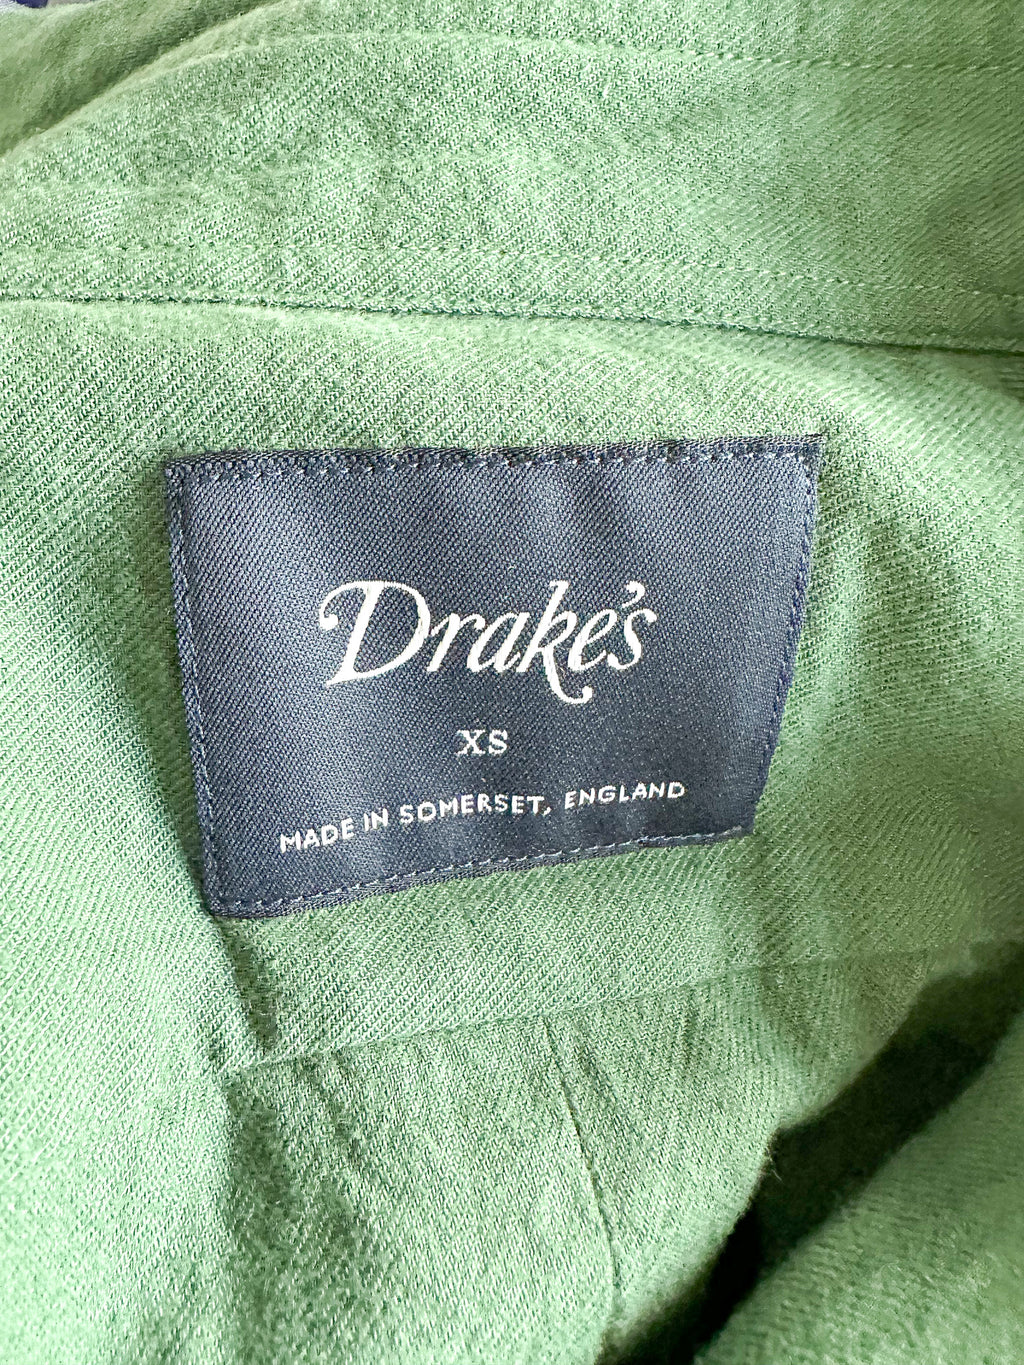 Drake's
XS
MADE IN SOMERSET, ENGLAND